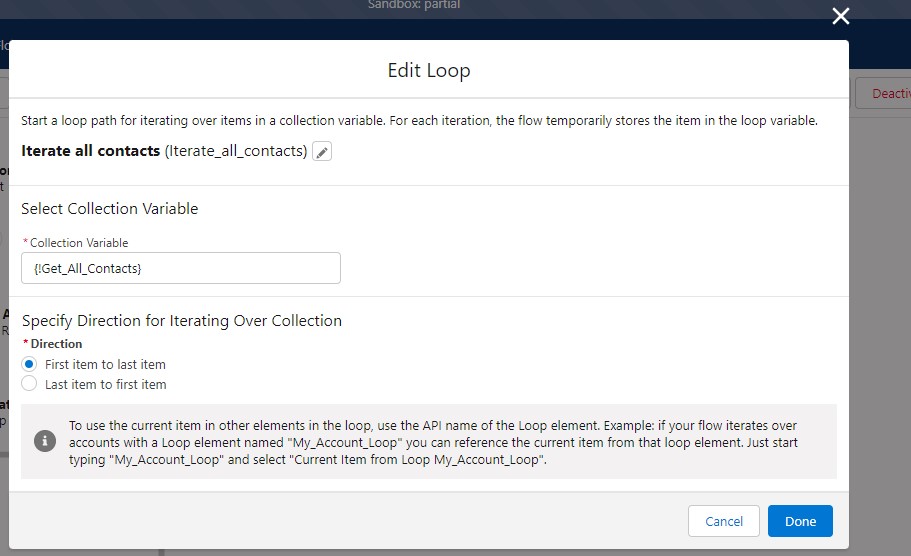 Sandbox: partial
Edit Loop
Deactiv
Start a loop path for iterating over items in a collection variable. For each iteration, the flow temporarily stores the item in the loop variable.
Iterate all contacts (Iterate_all_contacts)
Select Collection Variable
*Collection Variable
{!Get_All_Contacts}
Specify Direction for Iterating Over Collection
*Direction
First item to last item
Last item to first item
To use the current item in other elements in the loop, use the API name of the Loop element. Example: if your flow iterates over
accounts with a Loop element named "My_Account_Loop" you can reference the current item from that loop element. Just start
typing "My_Account_Loop" and select "Current Item from Loop My_Account_Loop".
Cancel
Done